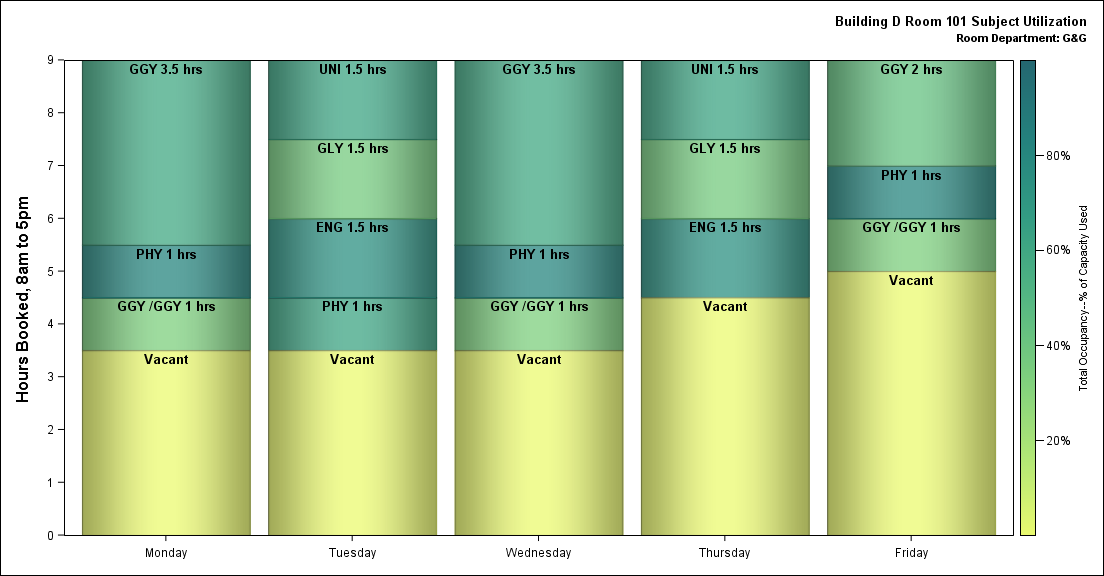 Building D Room 101 Subject Utilization
Room Department: G&G
Hours Booked, 8am to 5pm
9
8
7
6
5
4
3
2
1
0
GGY 3.5 hrs
PHY 1 hrs
GGY /GGY 1 hrs
Vacant
Monday
UNI 1.5 hrs
GLY 1.5 hrs
ENG 1.5 hrs
PHY 1 hrs
Vacant
Tuesday
GGY 3.5 hrs
PHY 1 hrs
GGY /GGY 1 hrs
Vacant
Wednesday
UNI 1.5 hrs
GLY 1.5 hrs
ENG 1.5 hrs
Vacant
Thursday
GGY 2 hrs
PHY 1 hrs
GGY /GGY 1 hrs
Vacant
Friday
80%
60%
40%
20%
Total Occupancy--% of Capacity Used